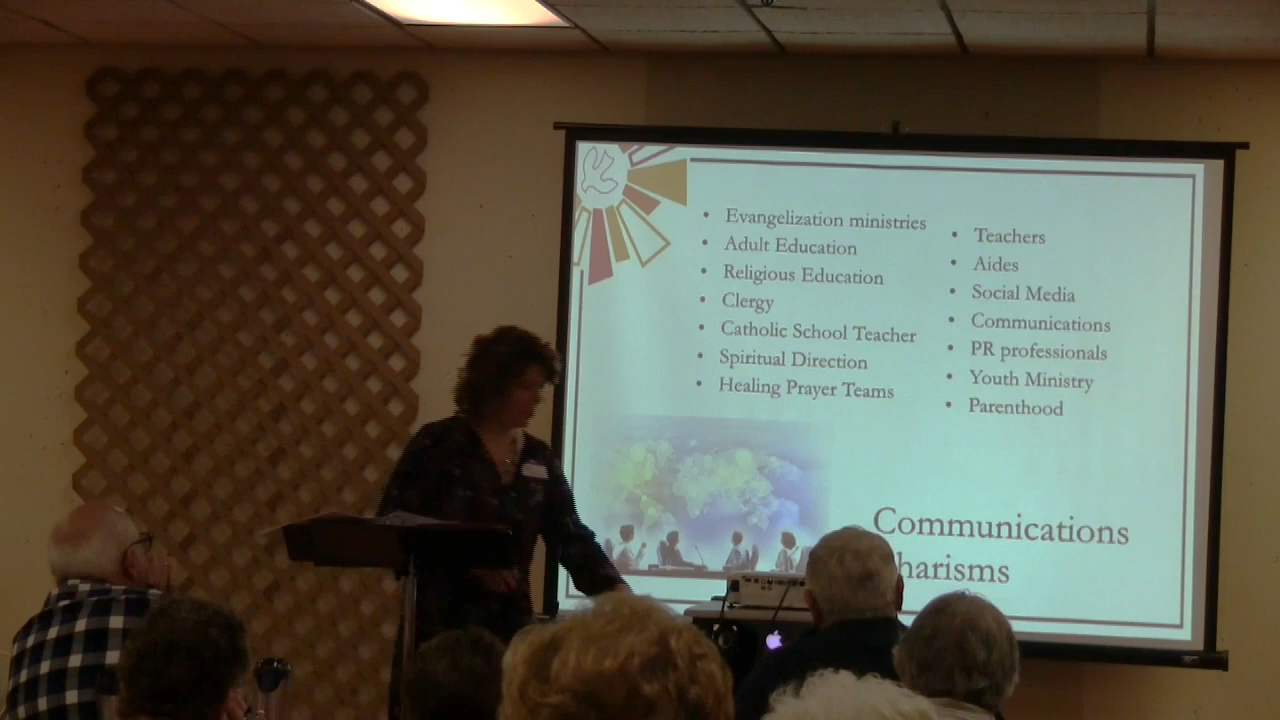 • Evangelization ministries
• Adult Education
• Religious Education
• Clergy
• Catholic School Teacher
• Spiritual Direction
• Healing Prayer Teams
• Teachers
• Aides
• Social Media
• Communications
• PR professionals
• Youth Ministry
• Parenthood
Communications
harisms